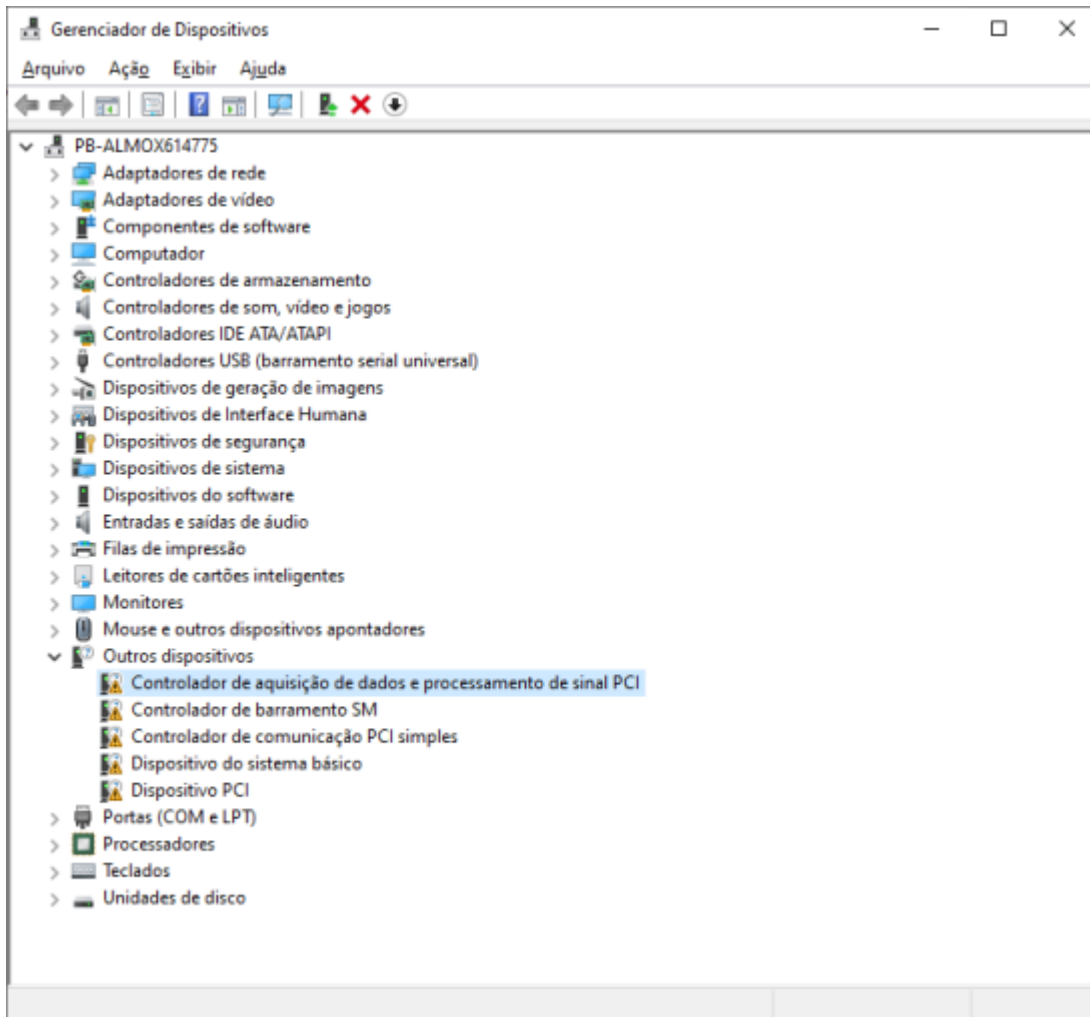 Gerenciador de Dispositivos
Arquivo Ação Exibir Ajuda
PB-ALMOX614775
Adaptadores de rede
Adaptadores de vídeo
Componentes de software
Computador
Controladores de armazenamento
Controladores de som, vídeo e jogos
Controladores IDE ATA/ATAPI
Controladores USB (barramento serial universal)
Dispositivos de geração de imagens
Dispositivos de Interface Humana
Dispositivos de segurança
Dispositivos de sistema
Dispositivos do software
Entradas e saídas de áudio
Filas de impressão
Leitores de cartões inteligentes
Monitores
Mouse e outros dispositivos apontadores
Outros dispositivos
Controlador de aquisição de dados e processamento de sinal PCI
Controlador de barramento SM
Controlador de comunicação PCI simples
Dispositivo do sistema básico
Dispositivo PCI
Portas (COM e LPT)
Processadores
Teclados
Unidades de disco